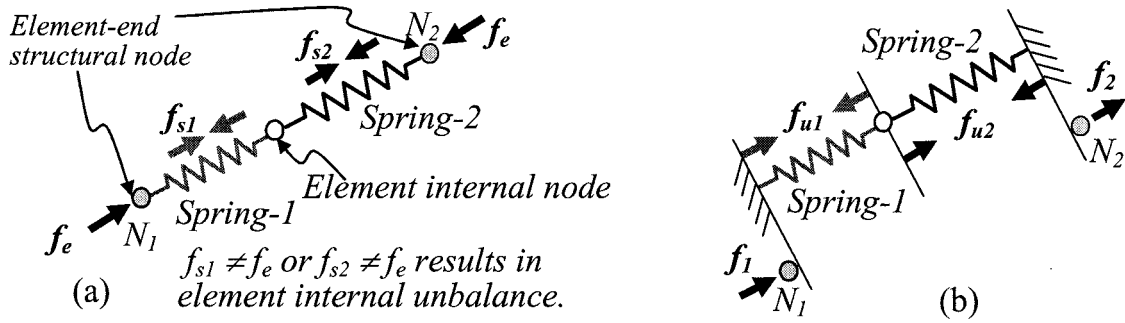 Element-end
structural node
N2
fe
fs2
Spring-2
fs1
Element internal node
Spring-1
N1
fe
fs1 ≠ fe or fs2 ≠ fe results in
element internal unbalance.
(a)
Spring-2
f2
fu1
fu2
N2
Spring-1
f1
N1
(b)